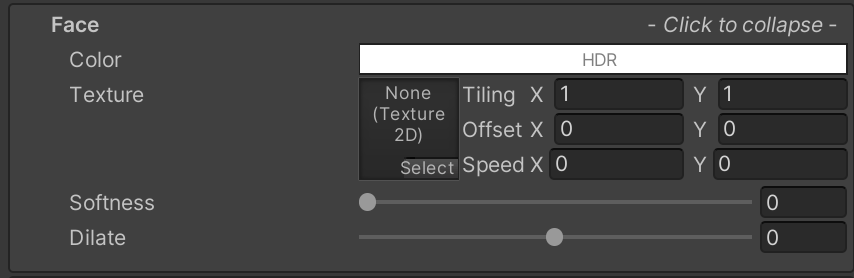 Face - Click to collapse -
Color HDR
Texture None (Texture 2D) Select
Tiling X 1 Y 1
Offset X 0 Y 0
Speed X 0 Y 0
Softness 0
Dilate 0